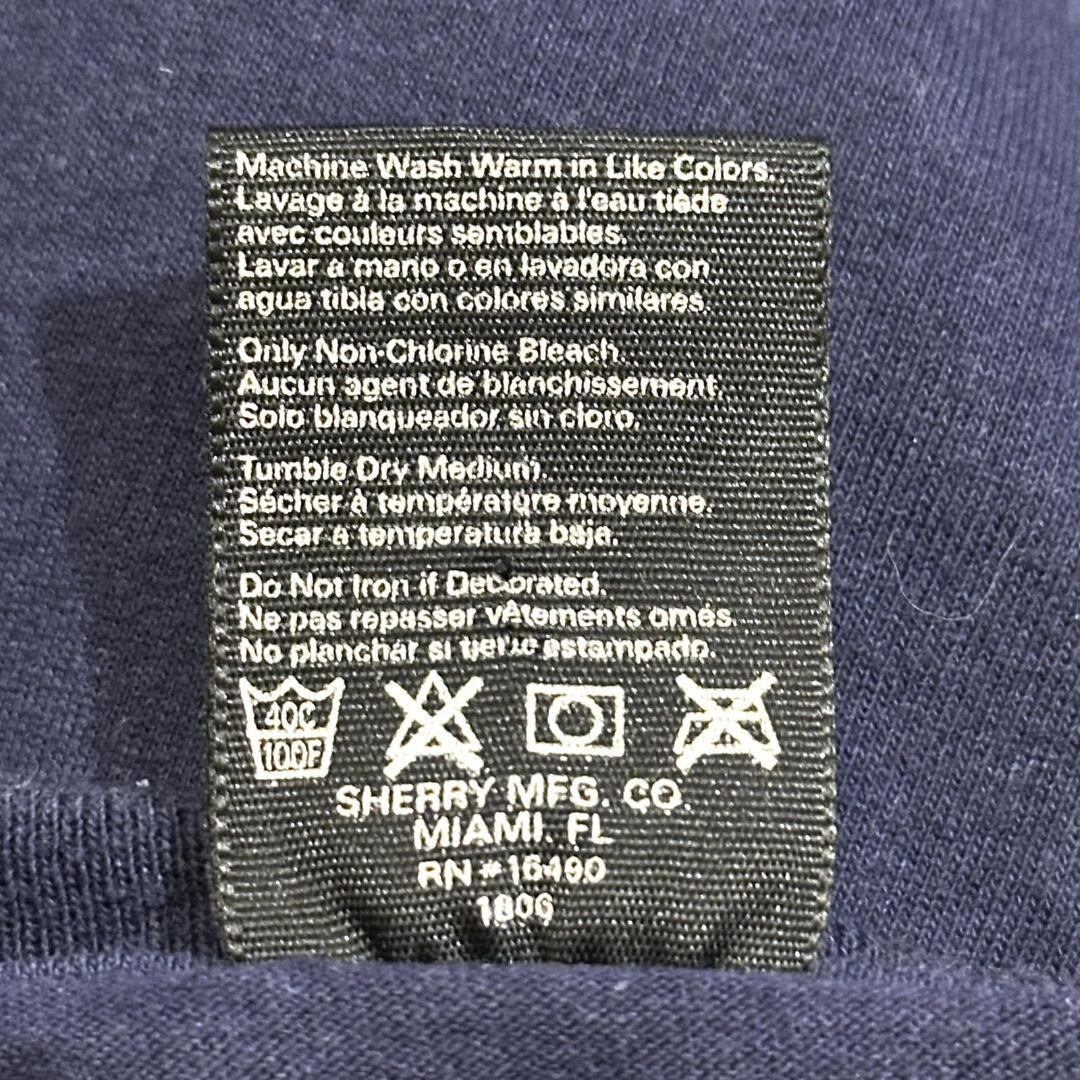 Machine Wash Warm in Like Colors.
Lavage à la machine à l'eau tiède
avec couleurs semblables.
Lavar a mano o en lavadora con
agua tibia con colores similares.
Only Non-Chlorine Bleach.
Aucun agent de blanchissement.
Solo blanqueador sin cloro.
Tumble Dry Medium.
Sécher à température moyenne.
Secar a temperatura baja.
Do Not Iron if Decorated.
Ne pas repasser vêtements ornés.
No planchar si tiene estampado.
40C
100F
SHERRY MFG. CO.
MIAMI, FL
RN # 16490
1806